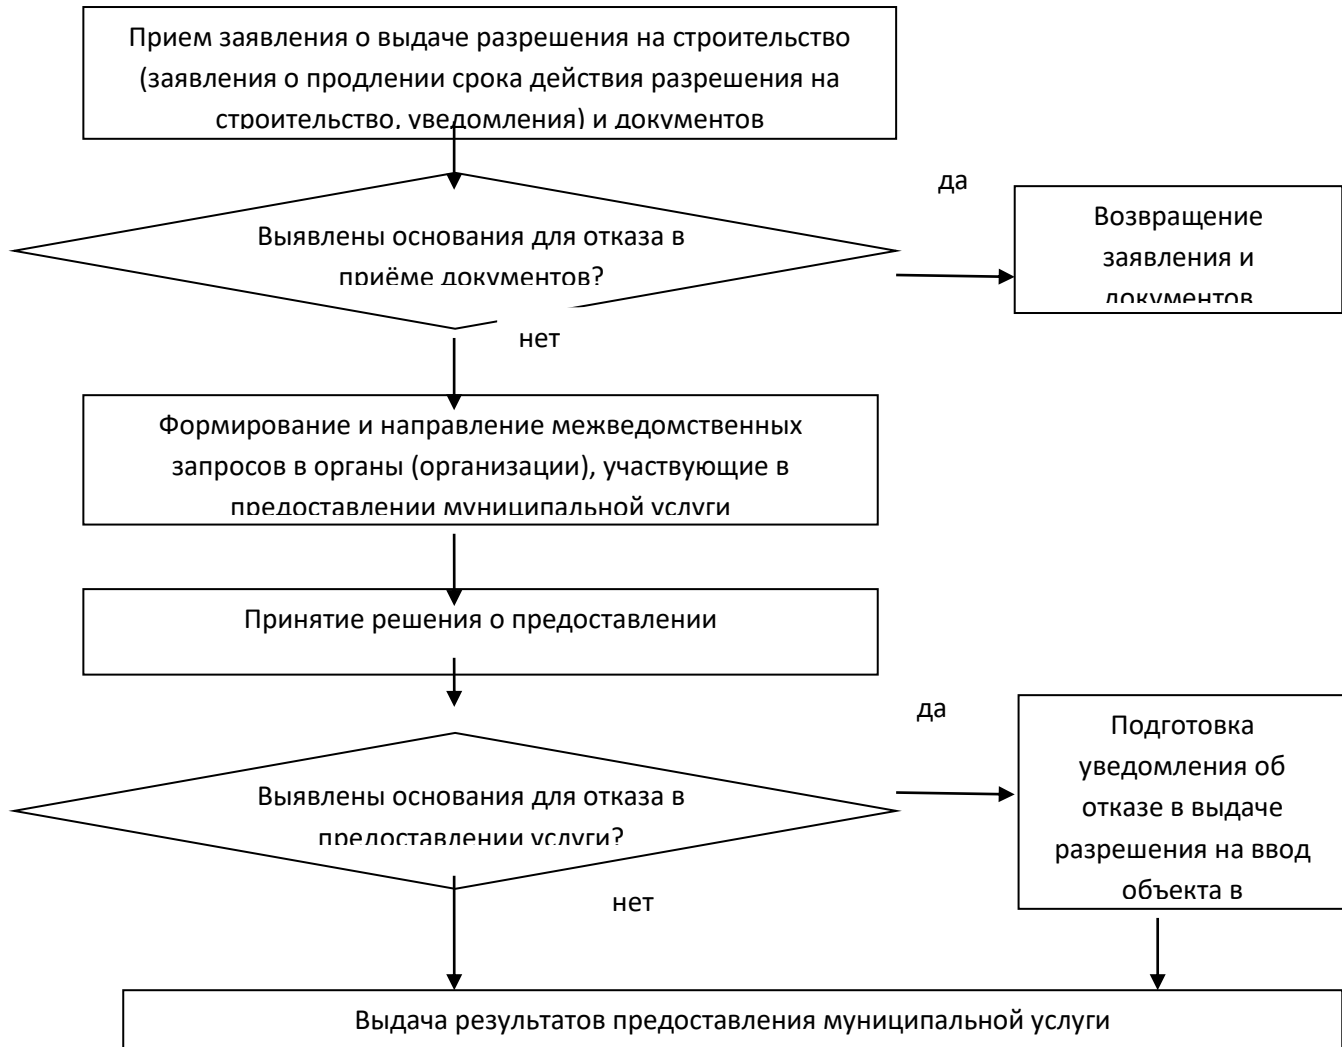 Прием заявления о выдаче разрешения на строительство
(заявления о продлении срока действия разрешения на
строительство, уведомления) и документов
да
Выявлены основания для отказа в
приёме документов?
Возвращение
заявления и
документов
нет
Формирование и направление межведомственных
запросов в органы (организации), участвующие в
предоставлении муниципальной услуги
Принятие решения о предоставлении
да
Выявлены основания для отказа в
предоставлении услуги?
Подготовка
уведомления об
отказе в выдаче
разрешения на ввод
объекта в
нет
Выдача результатов предоставления муниципальной услуги